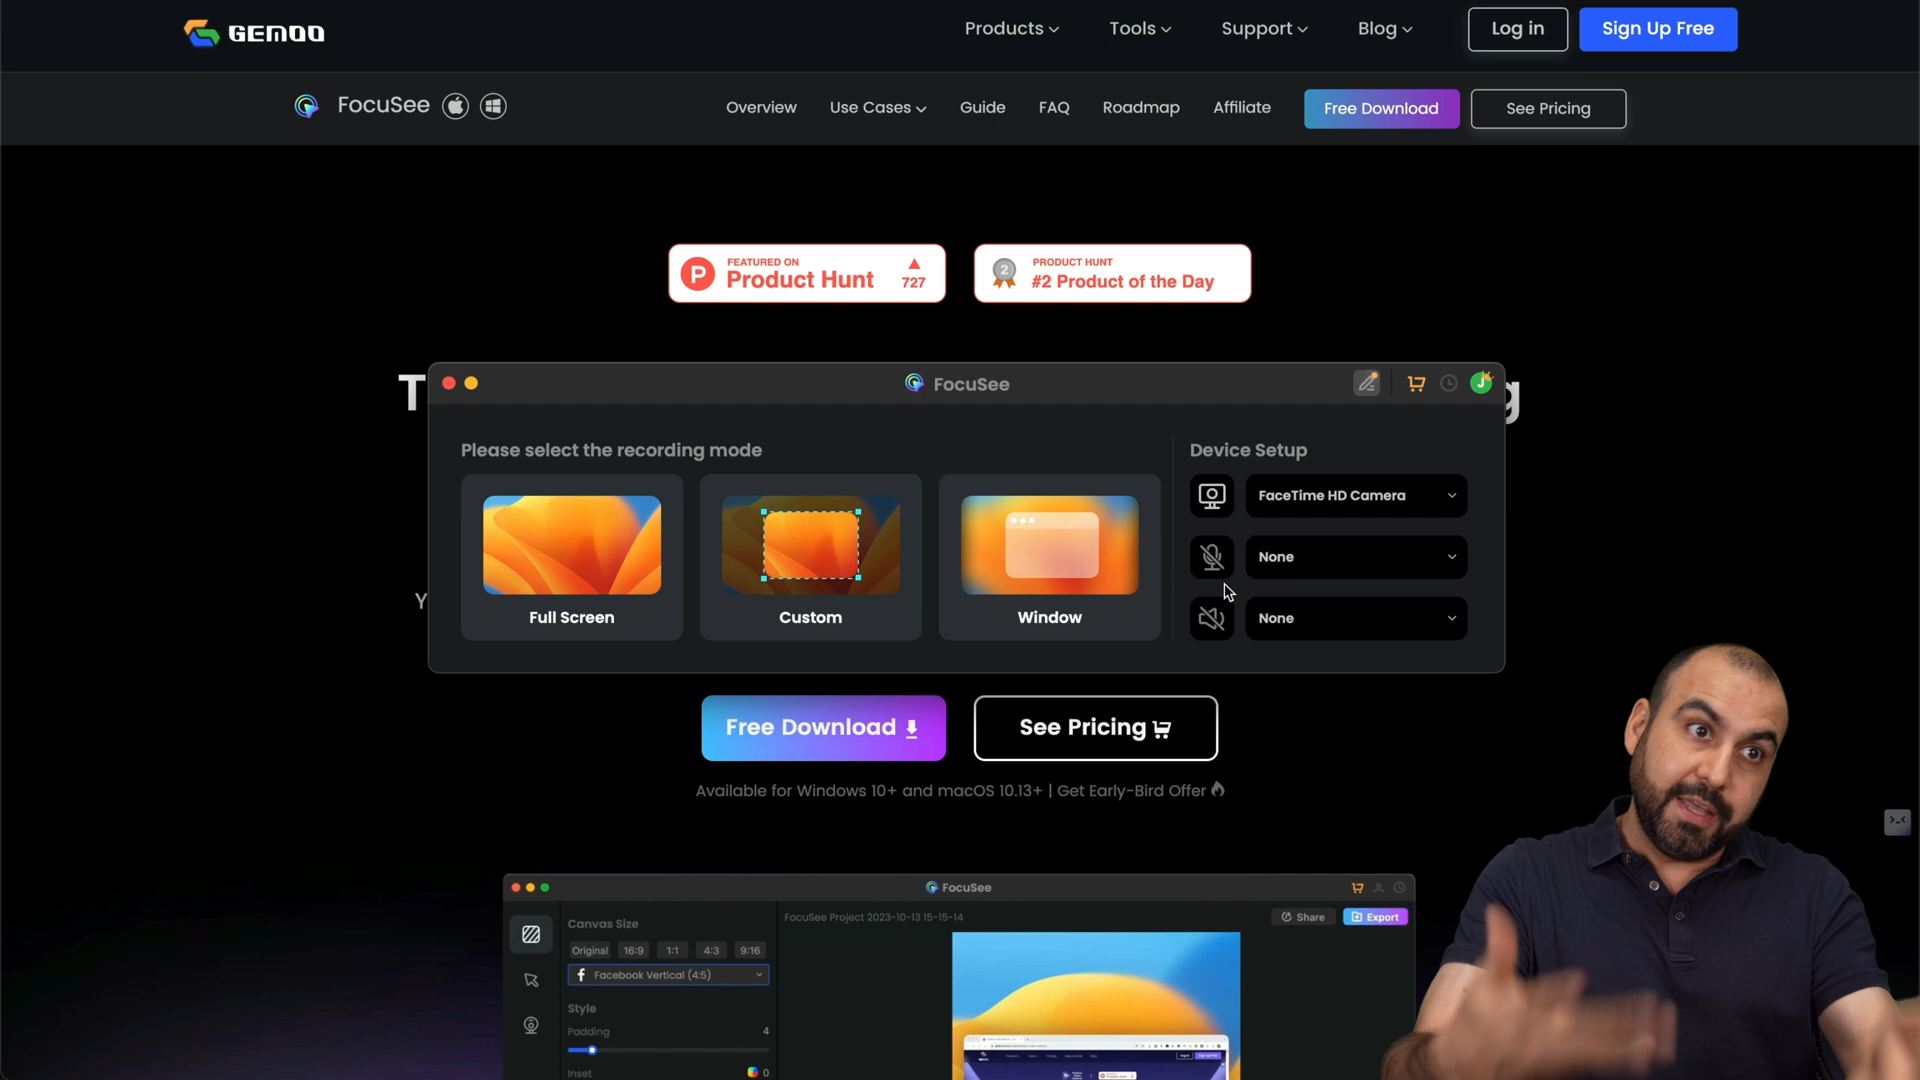 GEMOO
Products
Tools
Support
Blog
Log in
Sign Up Free
FocuSee
Overview
Use Cases
Guide
FAQ
Roadmap
Affiliate
Free Download
See Pricing
P
FEATURED ON
Product Hunt
727
2
PRODUCT HUNT
#2 Product of the Day
T
g
FocuSee
J
Please select the recording mode
Device Setup
FaceTime HD Camera
None
None
Full Screen
Custom
Window
Y
Free Download
See Pricing
Available for Windows 10+ and macOS 10.13+ | Get Early-Bird Offer
FocuSee
Canvas Size
FocuSee Project 2023-10-13 15-15-14
Share
Export
Original
16:9
1:1
4:3
9:16
Facebook Vertical (4:5)
Style
Padding
4
Inset
0